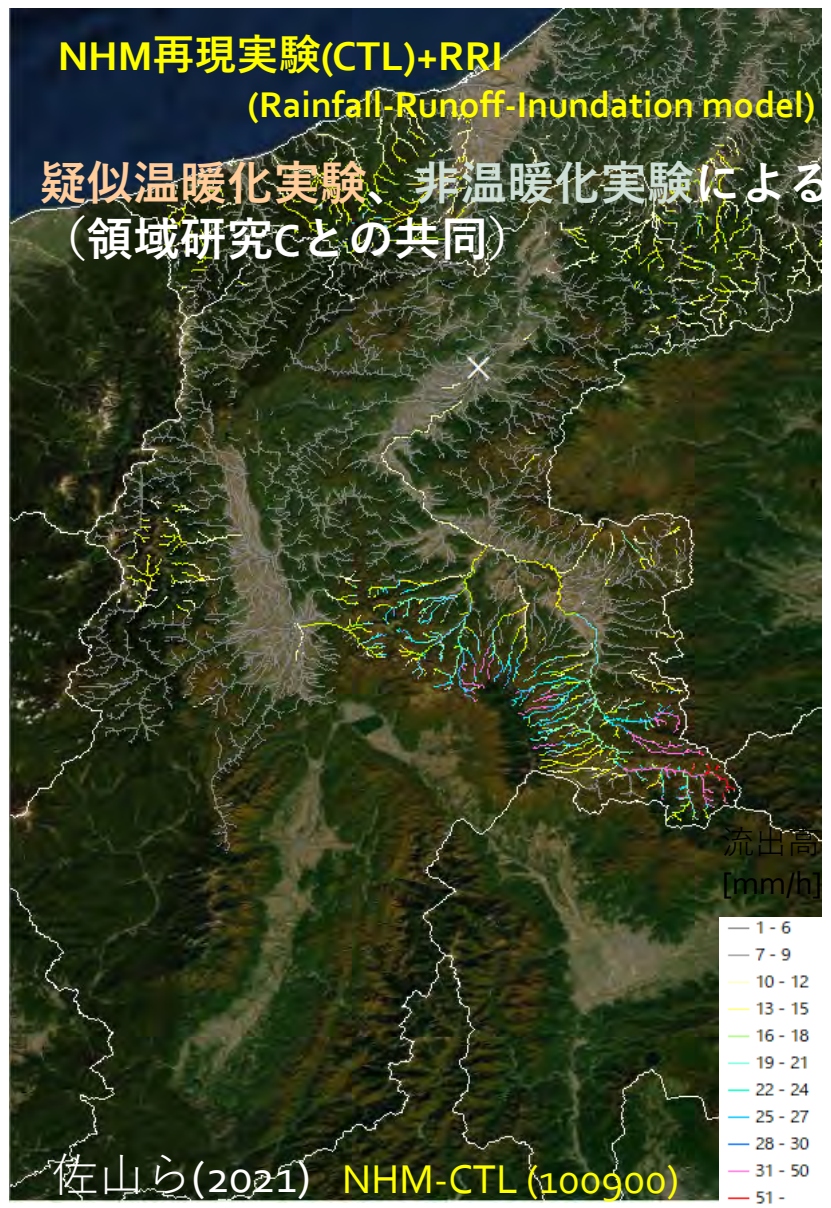 NHM再現実験(CTL)+RRI
(Rainfall-Runoff-Inundation model)
疑似温暖化実験、非温暖化実験による
（領域研究Cとの共同）
流出高
[mm/h]
1 - 6
7 - 9
10 - 12
13 - 15
16 - 18
19 - 21
22 - 24
25 - 27
28 - 30
31 - 50
51 -
佐山ら(2021) NHM-CTL (100900)